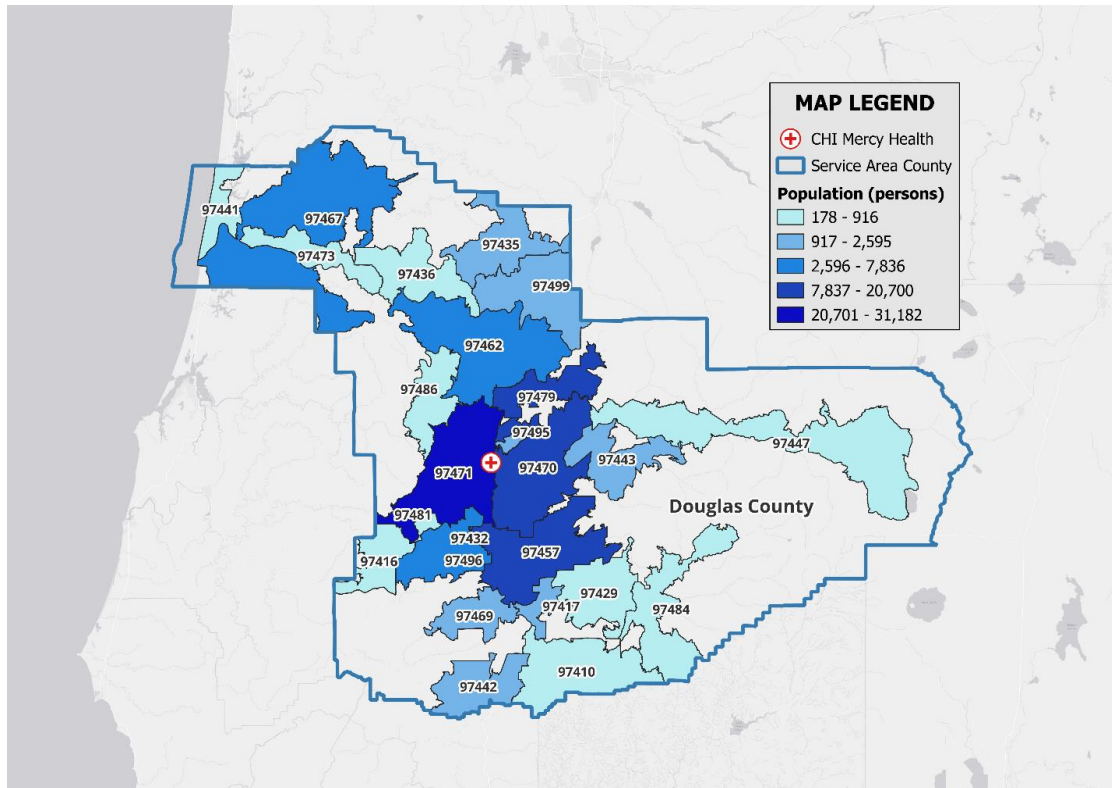 MAP LEGEND
CHI Mercy Health
Service Area County
Population (persons)
178 - 916
917 - 2,595
2,596 - 7,836
7,837 - 20,700
20,701 - 31,182
97441
97467
97435
97473
97436
97499
97462
97486
97479
97495
97447
97443
97471
97470
Douglas County
97481
97432
97457
97416
97496
97429
97417
97484
97469
97410
97442